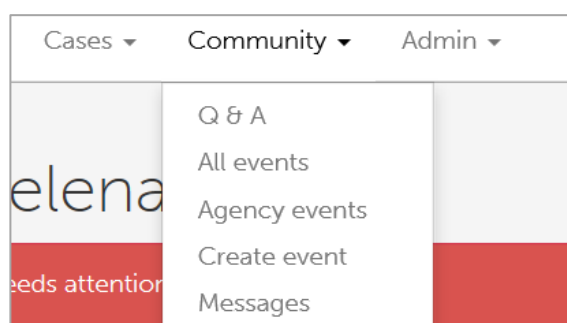 Cases Community Admin
Q & A
All events
elena
Agency events
Create event
eeds attention
Messages